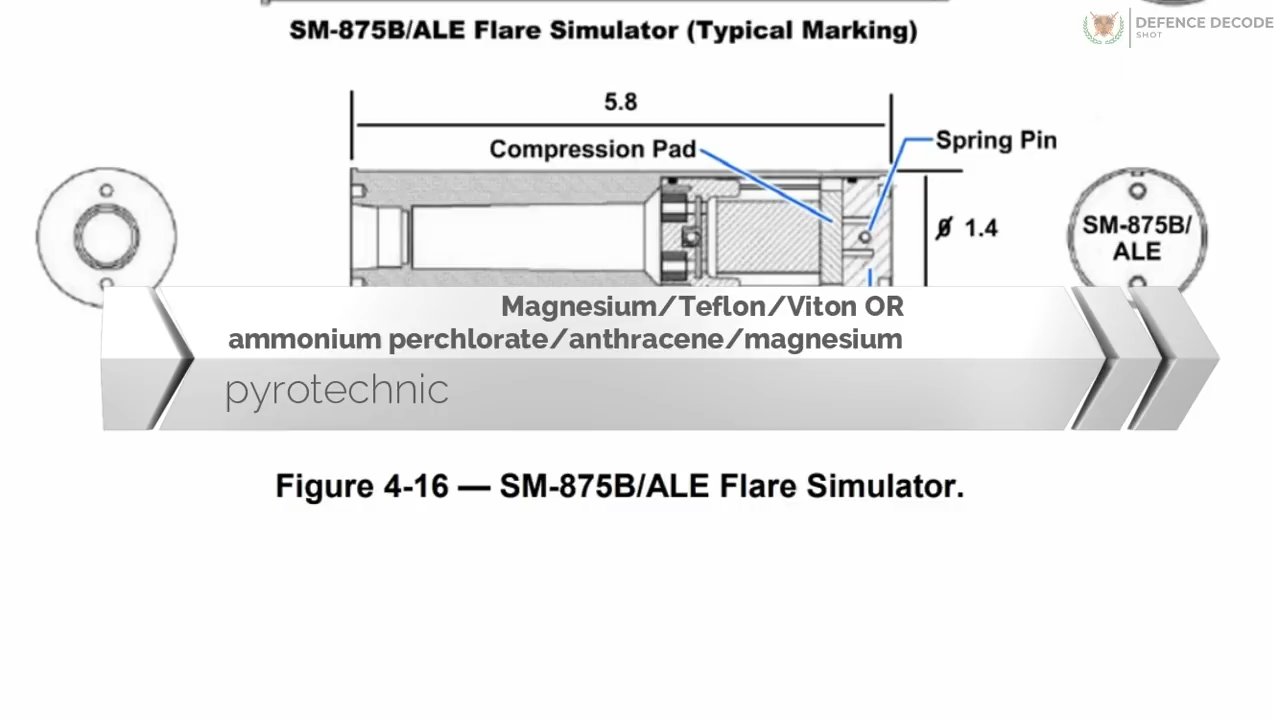 SM-875B/ALE Flare Simulator (Typical Marking)
DEFENCE DECODE
SHOT
5.8
Compression Pad
Spring Pin
ø 1.4
SM-875B/
ALE
Magnesium/Teflon/Viton OR
ammonium perchlorate/anthracene/magnesium
pyrotechnic
Figure 4-16 — SM-875B/ALE Flare Simulator.